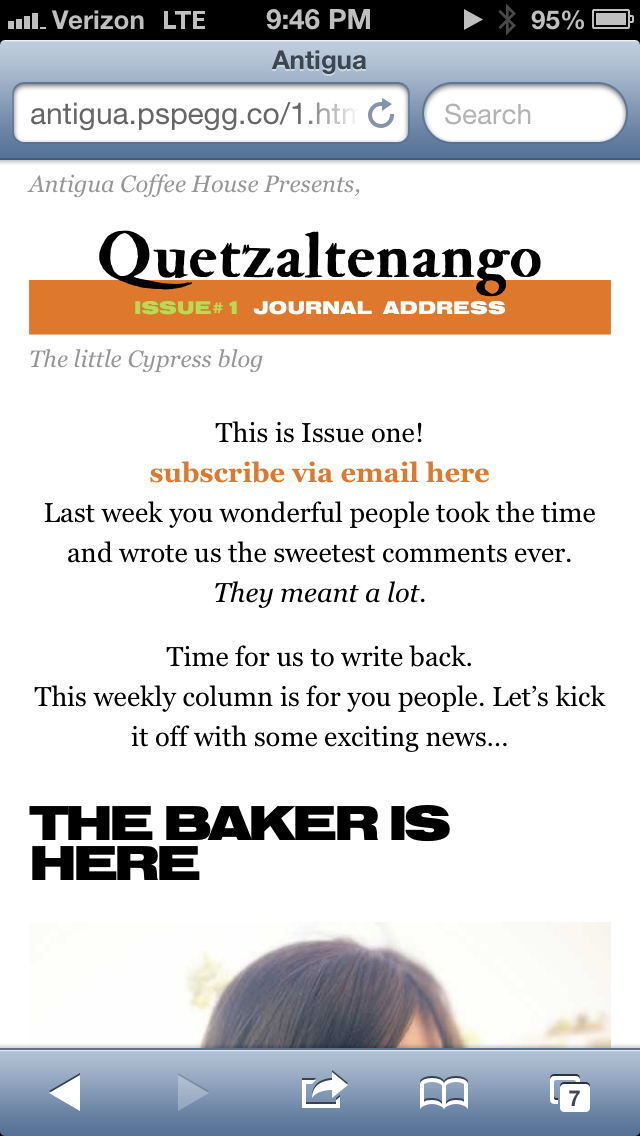 Verizon LTE 9:46 PM 95%
Antigua
antigua.pspegg.co/1.htm Search
Antigua Coffee House Presents,
Quetzaltenango
ISSUE#1 JOURNAL ADDRESS
The little Cypress blog
This is Issue one!
subscribe via email here
Last week you wonderful people took the time
and wrote us the sweetest comments ever.
They meant a lot.
Time for us to write back.
This weekly column is for you people. Let’s kick
it off with some exciting news...
THE BAKER IS
HERE
7